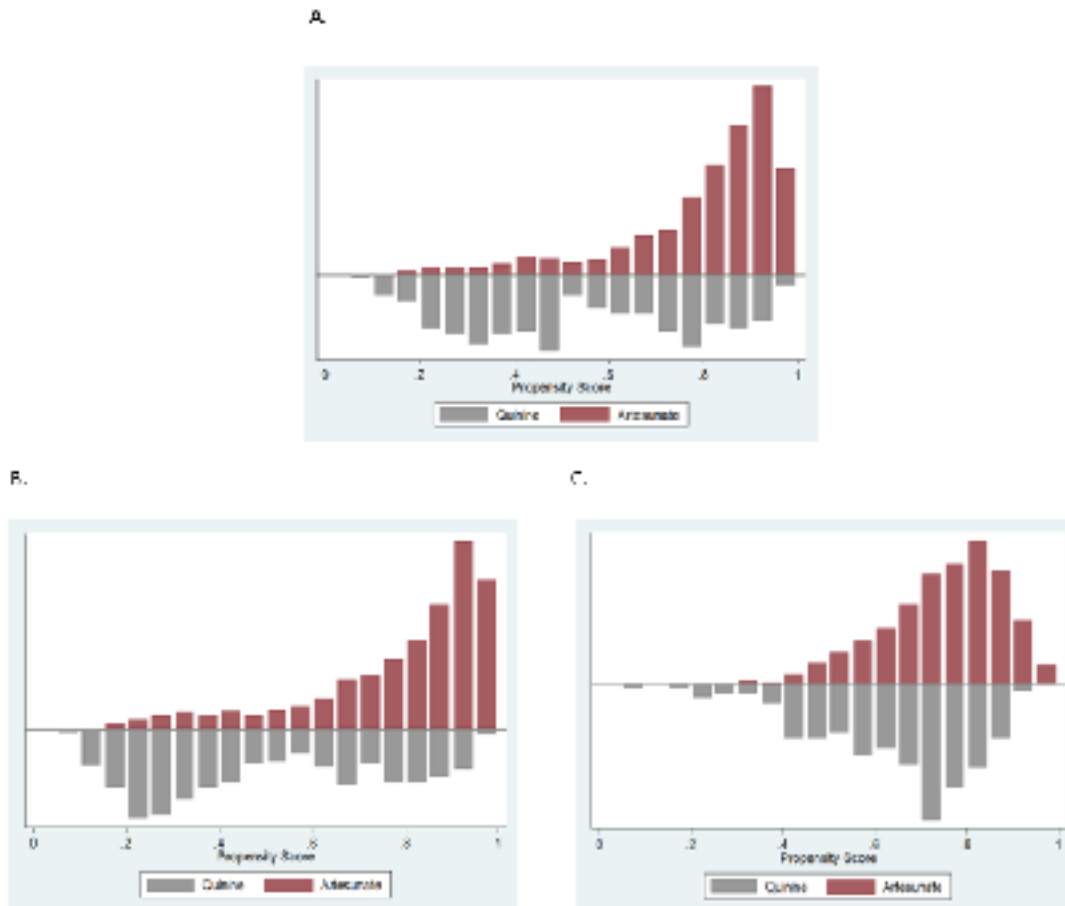 A.
0 .2 .4 .6 .8 1
Propensity Score
Quinine Artesunate
B.
C.
0 .2 .4 .6 .8 1
Propensity Score
Quinine Artesunate
0 .2 .4 .6 .8 1
Propensity Score
Quinine Artesunate